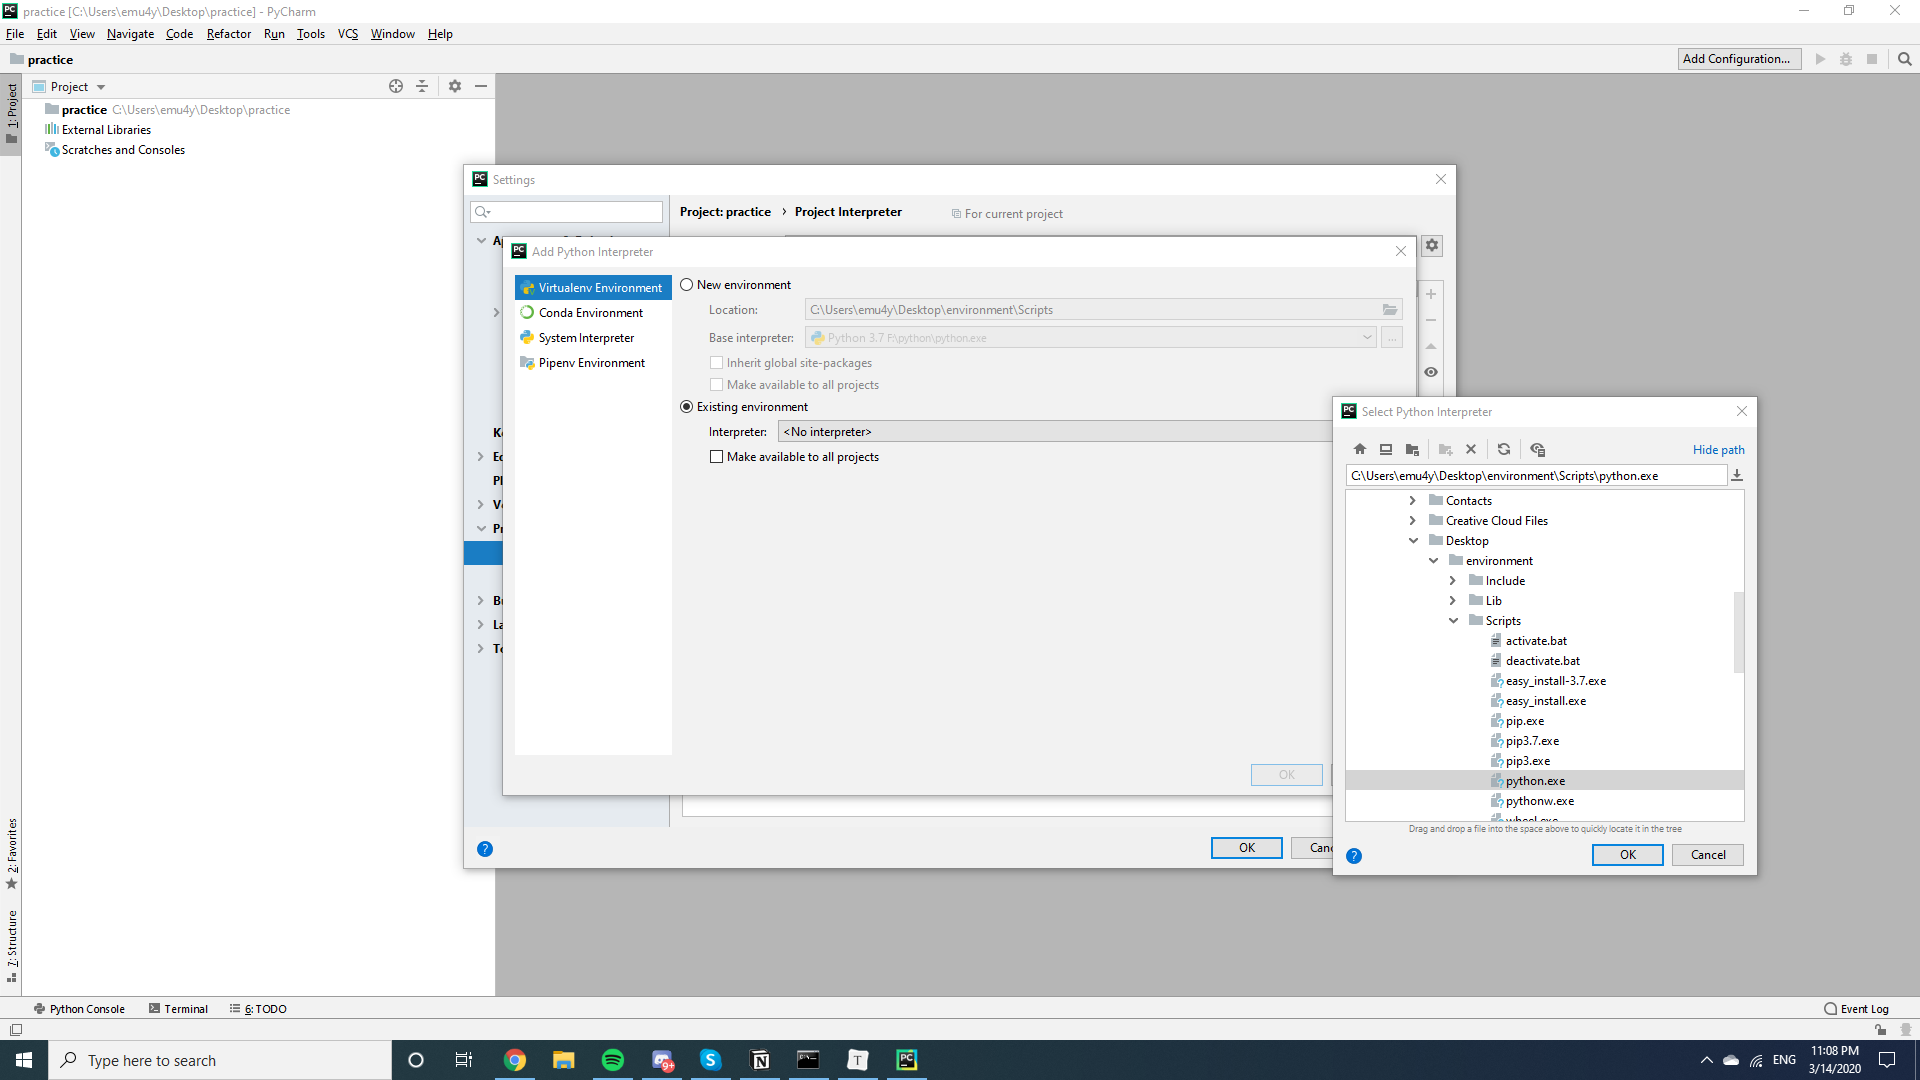 practice [C:\Users\emu4y\Desktop\practice] - PyCharm
File Edit View Navigate Code Refactor Run Tools VCS Window Help
practice
Add Configuration...
1: Project
Project
practice C:\Users\emu4y\Desktop\practice
External Libraries
Scratches and Consoles
Settings
Project: practice › Project Interpreter
For current project
Add Python Interpreter
Virtualenv Environment
Conda Environment
System Interpreter
Pipenv Environment
New environment
Location: C:\Users\emu4y\Desktop\environment\Scripts
Base interpreter: Python 3.7 F:\python\python.exe
...
Inherit global site-packages
Make available to all projects
Existing environment
Interpreter: <No interpreter>
Make available to all projects
OK
OK
Select Python Interpreter
Hide path
C:\Users\emu4y\Desktop\environment\Scripts\python.exe
Contacts
Creative Cloud Files
Desktop
environment
Include
Lib
Scripts
activate.bat
deactivate.bat
easy_install-3.7.exe
easy_install.exe
pip.exe
pip3.7.exe
pip3.exe
python.exe
pythonw.exe
wheel.exe
Drag and drop a file into the space above to quickly locate it in the tree
OK
Cancel
2: Favorites
7: Structure
Python Console
Terminal
6: TODO
Event Log
Type here to search
9+
ENG
11:08 PM
3/14/2020